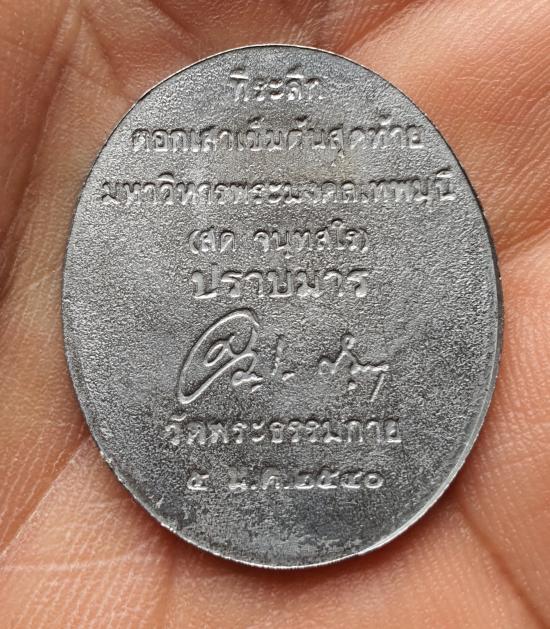 ที่ระลึก
ตอกเสาเข็มต้นสุดท้าย
มหาวิหารพระมงคลเทพมุนี
(สด จนฺทสโร)
ปราบมาร
วัดพระธรรมกาย
๕ ม.ค.๒๕๔๐